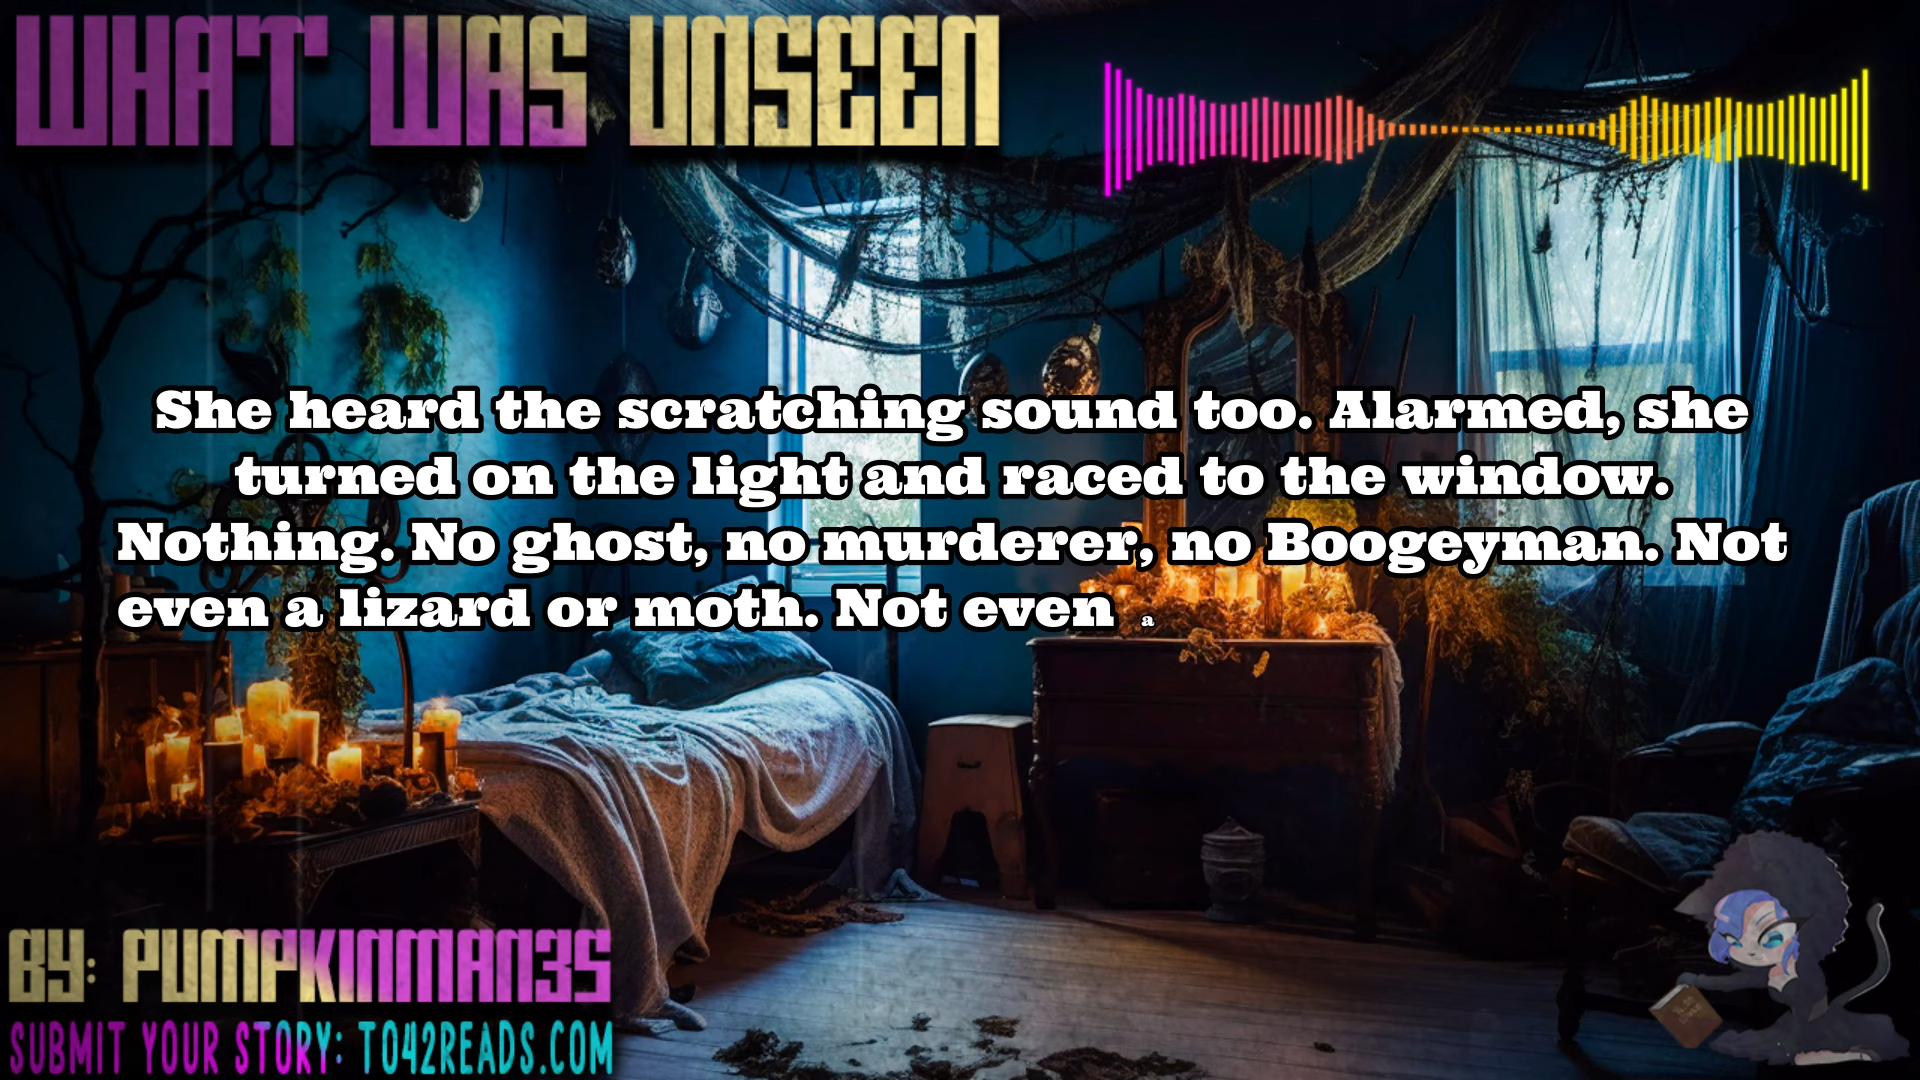 WHAT WAS UNSEEN
She heard the scratching sound too. Alarmed, she
turned on the light and raced to the window.
Nothing. No ghost, no murderer, no Boogeyman. Not
even a lizard or moth. Not even a
BY: PUMPKINMAN35
SUBMIT YOUR STORY: TO42READS.COM